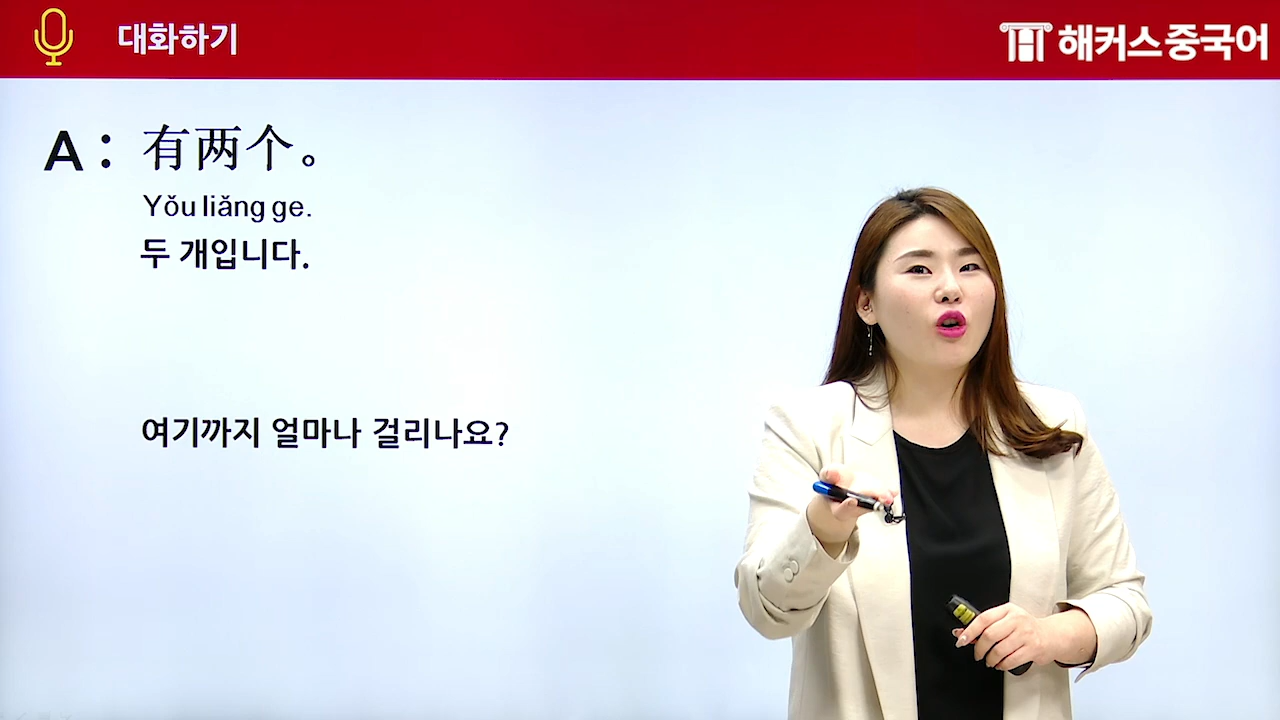 대화하기
해커스중국어
A : 有两个。
Yǒu liǎng ge.
두 개입니다.
여기까지 얼마나 걸리나요?